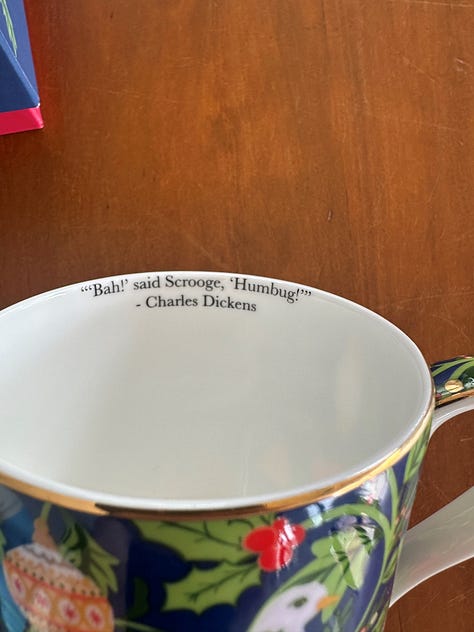 “‘Bah!’ said Scrooge, ‘Humbug!’”
- Charles Dickens